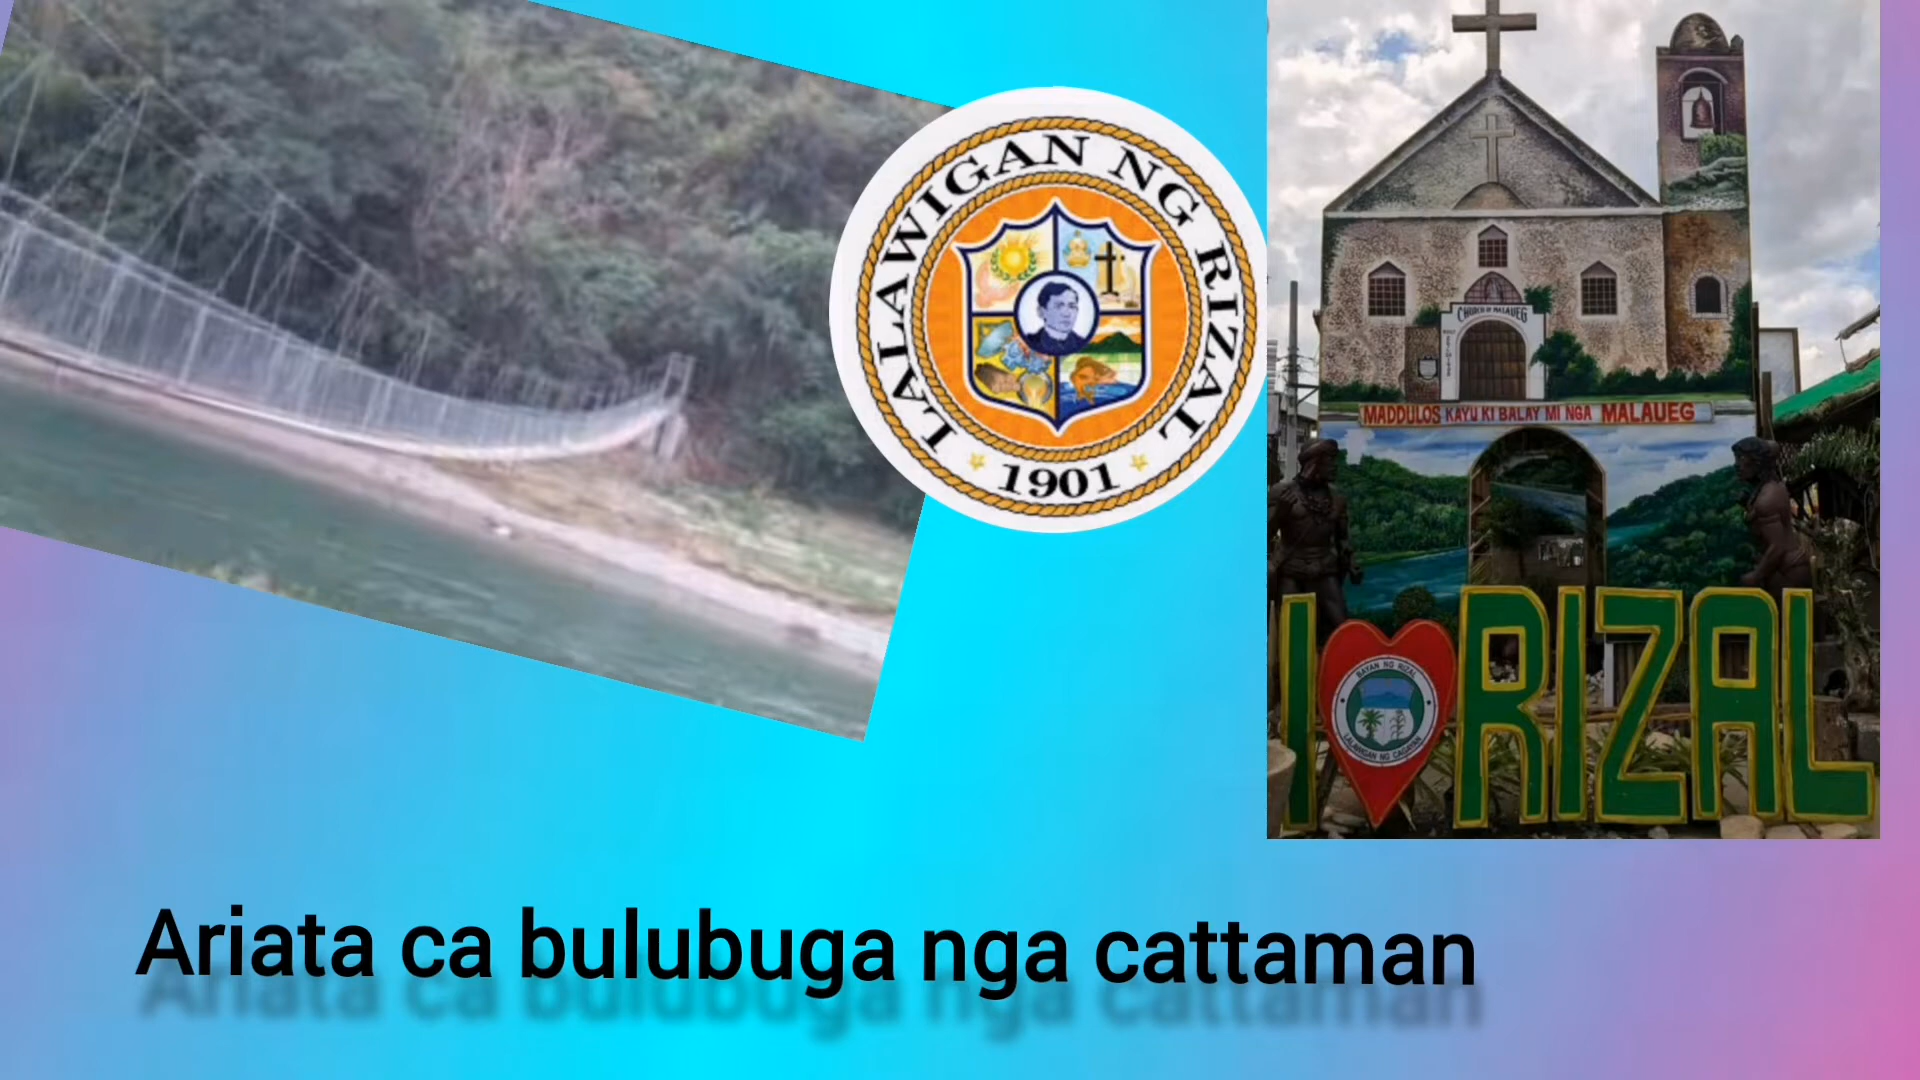 LALAWIGAN NG RIZAL
1901
CHURCH OF MALAUEG
MADDULOS KAYU KI BALAY MI NGA MALAUEG
I RIZAL
BAYAN NG RIZAL
LALAWIGAN NG CAGAYAN
Ariata ca bulubuga nga cattaman